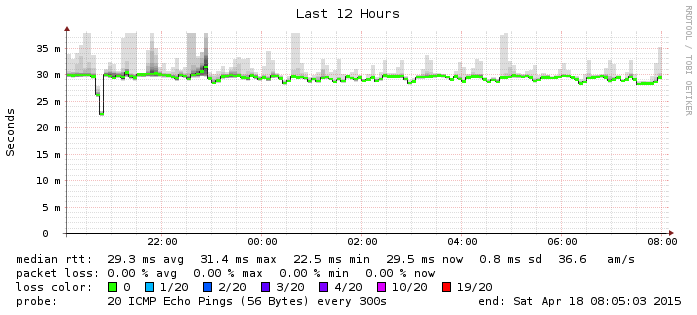 Last 12 Hours
RRDTOOL / TOBI OETIKER
Seconds
35 m
30 m
25 m
20 m
15 m
10 m
5 m
0
22:00 00:00 02:00 04:00 06:00 08:00
median rtt: 29.3 ms avg 31.4 ms max 22.5 ms min 29.5 ms now 0.8 ms sd 36.6 am/s
packet loss: 0.00 % avg 0.00 % max 0.00 % min 0.00 % now
loss color: 0 1/20 2/20 3/20 4/20 10/20 19/20
probe: 20 ICMP Echo Pings (56 Bytes) every 300s end: Sat Apr 18 08:05:03 2015